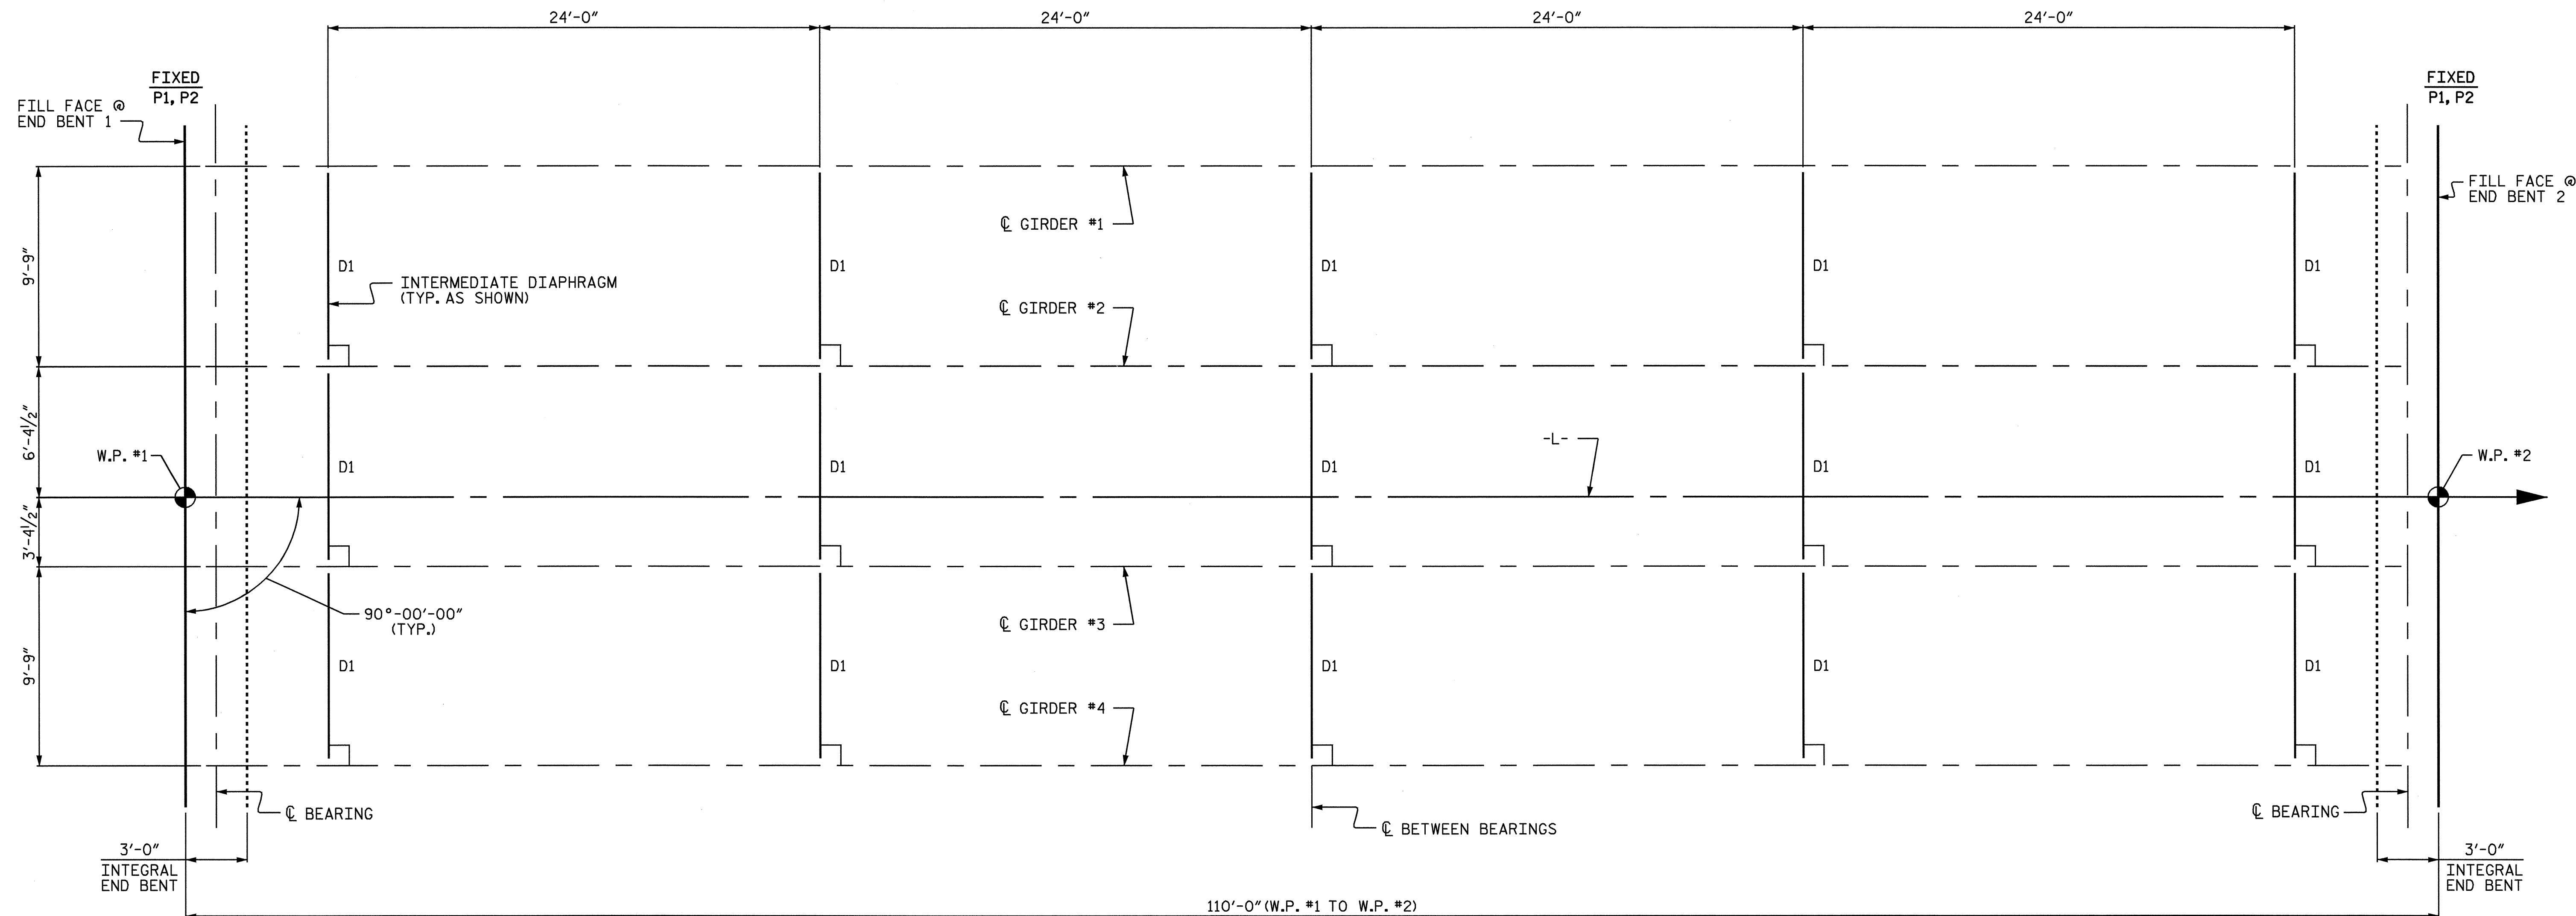 24'-0"
24'-0"
24'-0"
24'-0"
FIXED
P1, P2
FIXED
P1, P2
FILL FACE @
END BENT 1
FILL FACE @
END BENT 2
℄ GIRDER #1
9'-9"
D1
D1
D1
D1
D1
INTERMEDIATE DIAPHRAGM
(TYP. AS SHOWN)
℄ GIRDER #2
6'-4½"
-L-
W.P. #1
W.P. #2
D1
D1
D1
D1
D1
3'-4½"
90°-00'-00"
(TYP.)
℄ GIRDER #3
9'-9"
D1
D1
D1
D1
D1
℄ GIRDER #4
℄ BEARING
℄ BETWEEN BEARINGS
℄ BEARING
3'-0"
INTEGRAL
END BENT
3'-0"
INTEGRAL
END BENT
110'-0" (W.P. #1 TO W.P. #2)